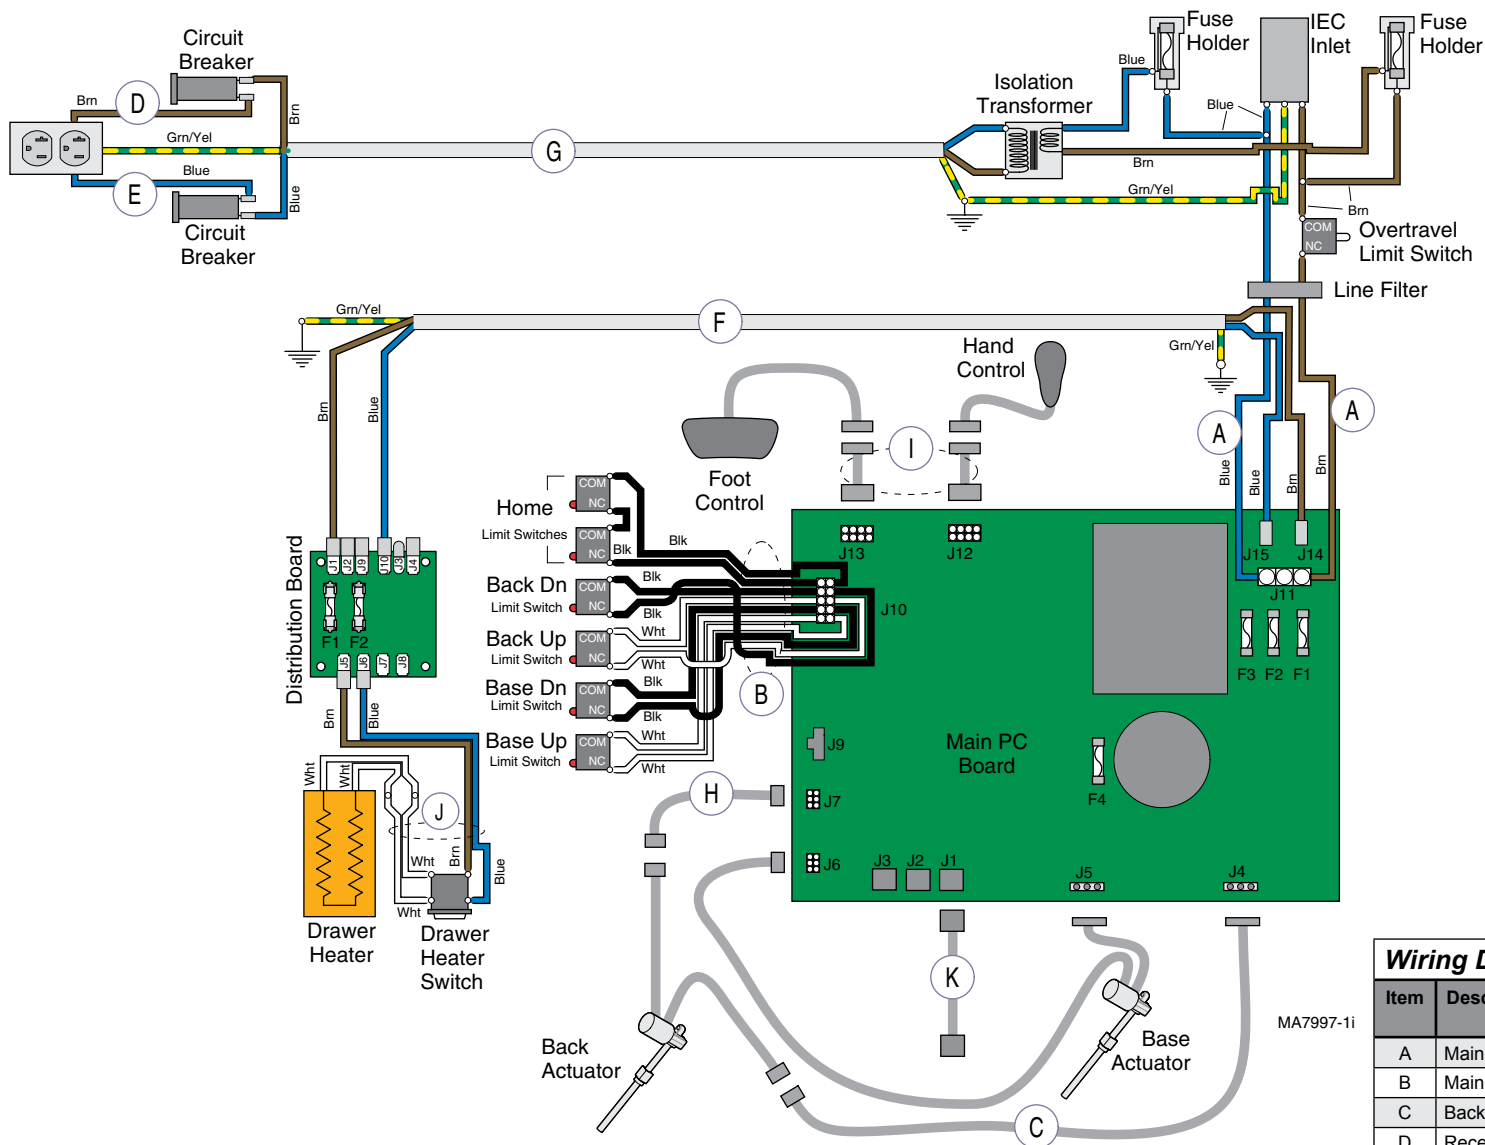 Circuit
Breaker
Brn
D
Brn
Grn/Yel
Blue
E
Blue
Circuit
Breaker
G
Isolation
Transformer
Blue
Fuse
Holder
IEC
Inlet
Fuse
Holder
Blue
Brn
Grn/Yel
Brn
COM
NC
Overtravel
Limit Switch
Line Filter
Grn/Yel
F
Grn/Yel
Brn
Blue
Hand
Control
Foot
Control
I
A
A
Blue
Blue
Brn
Brn
Distribution Board
J1
J2
J9
J10
J3
J4
F1
F2
J5
J6
J7
J8
Brn
Blue
Home
Limit Switches
COM
NC
COM
NC
Blk
Blk
Back Dn
Limit Switch
COM
NC
Blk
Blk
Back Up
Limit Switch
COM
NC
Wht
Wht
Base Dn
Limit Switch
COM
NC
Blk
Blk
Base Up
Limit Switch
COM
NC
Wht
Wht
B
J13
J12
J10
J15
J14
J11
F3
F2
F1
Main PC
Board
F4
J9
J7
J6
J3
J2
J1
J5
J4
Wht
Wht
J
Wht
Brn
Blue
Wht
Drawer
Heater
Drawer
Heater
Switch
H
K
C
Back
Actuator
Base
Actuator
MA7997-1i
Wiring D
Item
Desc
A
Main
B
Main
C
Back
D
Rece